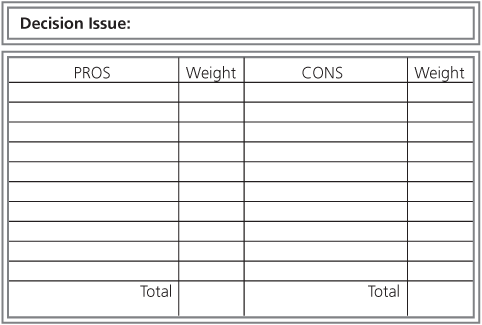 Decision Issue:
PROS Weight CONS Weight
Total Total